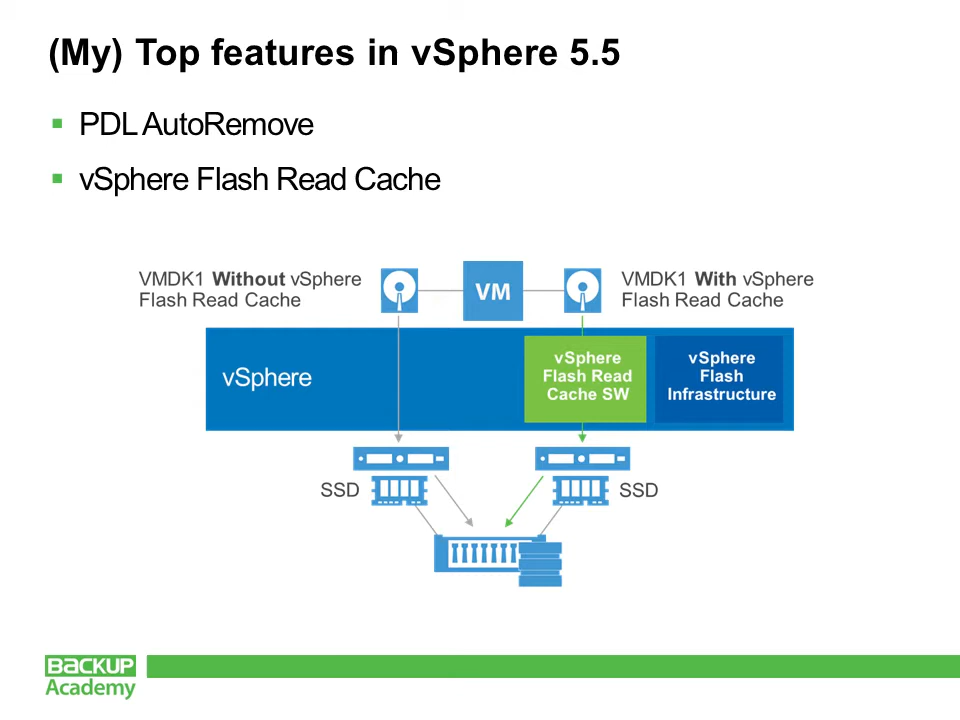 (My) Top features in vSphere 5.5
PDL AutoRemove
vSphere Flash Read Cache
VMDK1 Without vSphere
Flash Read Cache
VM
VMDK1 With vSphere
Flash Read Cache
vSphere
vSphere
Flash Read
Cache SW
vSphere
Flash
Infrastructure
SSD
SSD
BACKUP
Academy